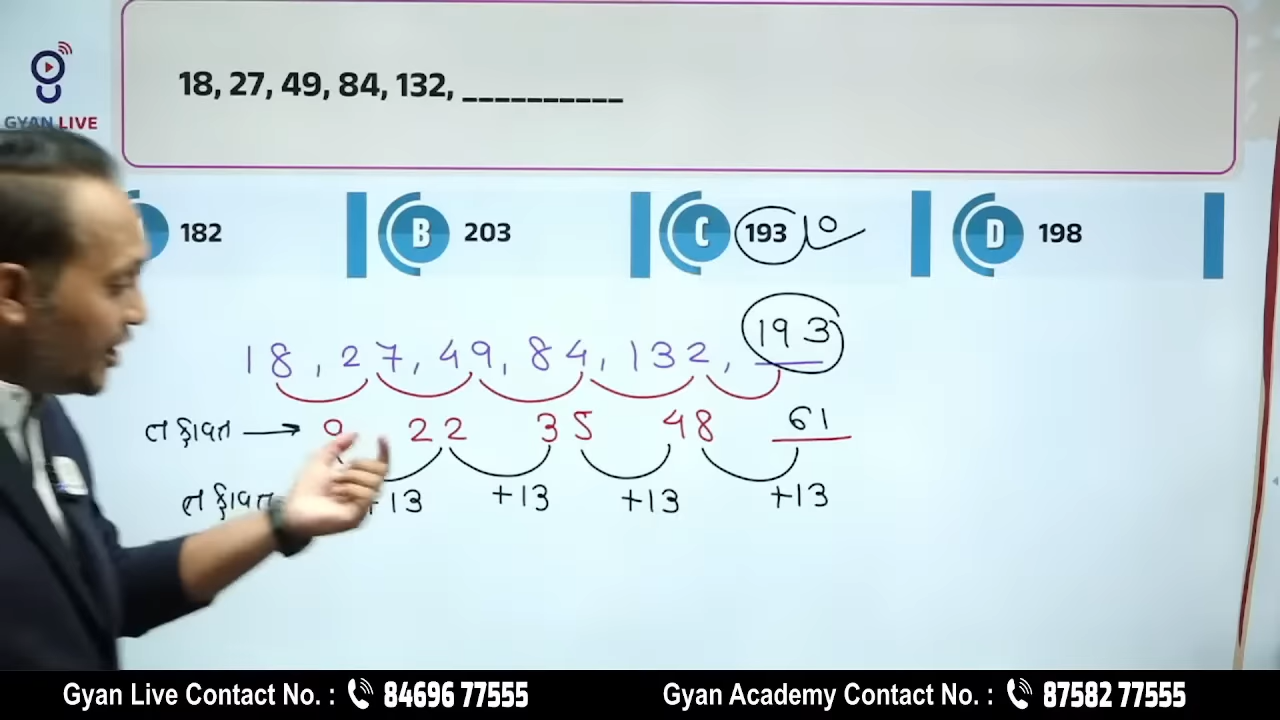 18, 27, 49, 84, 132, __________
GYAN LIVE
182 B 203 C 193 D 198
18, 27, 49, 84, 132, 193
તફાવત → 9 22 35 48 61
તફાવત +13 +13 +13 +13
Gyan Live Contact No. : 84696 77555 Gyan Academy Contact No. : 87582 77555